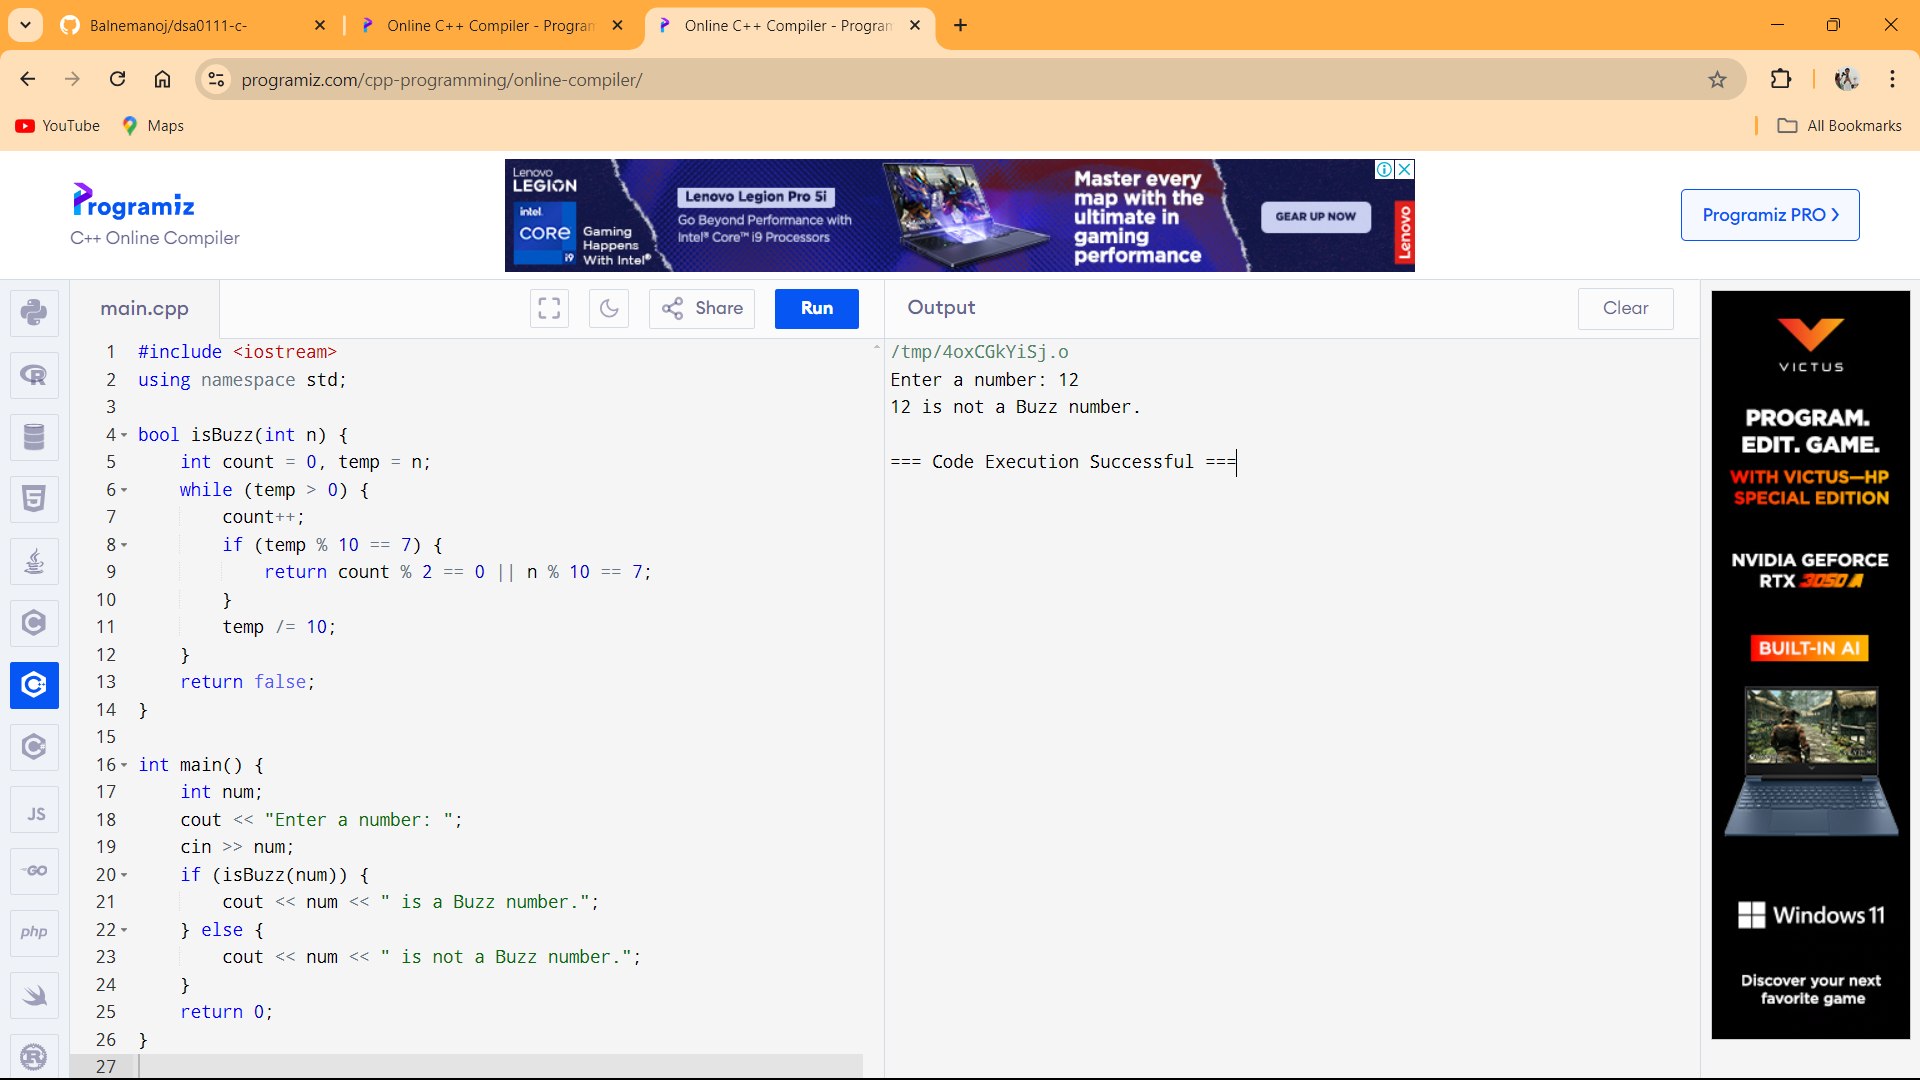 Balnemanoj/dsa0111-c-
Online C++ Compiler - Program
Online C++ Compiler - Program
programiz.com/cpp-programming/online-compiler/
YouTube
Maps
All Bookmarks
Programiz
C++ Online Compiler
Lenovo
LEGION
intel.
CORE
i9
Gaming
Happens
With Intel®
Lenovo Legion Pro 5i
Go Beyond Performance with
Intel® Core™ i9 Processors
Master every
map with the
ultimate in
gaming
performance
GEAR UP NOW
Lenovo
Programiz PRO
main.cpp
Share
Run
Output
Clear
1 #include <iostream>
2 using namespace std;
3
4 bool isBuzz(int n) {
5     int count = 0, temp = n;
6     while (temp > 0) {
7         count++;
8         if (temp % 10 == 7) {
9             return count % 2 == 0 || n % 10 == 7;
10         }
11         temp /= 10;
12     }
13     return false;
14 }
15
16 int main() {
17     int num;
18     cout << "Enter a number: ";
19     cin >> num;
20     if (isBuzz(num)) {
21         cout << num << " is a Buzz number.";
22     } else {
23         cout << num << " is not a Buzz number.";
24     }
25     return 0;
26 }
27
/tmp/4oxCGkYiSj.o
Enter a number: 12
12 is not a Buzz number.
=== Code Execution Successful ===
JS
GO
php
VICTUS
PROGRAM.
EDIT. GAME.
WITH VICTUS—HP
SPECIAL EDITION
NVIDIA GEFORCE
RTX 3050 A
BUILT-IN AI
Windows 11
Discover your next
favorite game